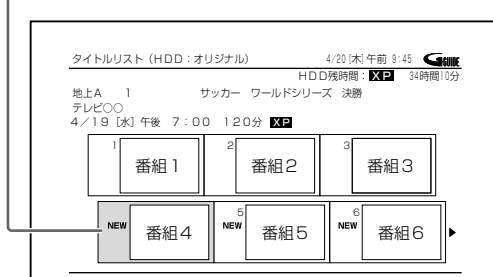 タイトルリスト（HDD：オリジナル） 4/20［木］午前 9:45 G GUIDE
HDD残時間： XP 34時間10分
地上A 1 サッカー ワールドシリーズ 決勝
テレビ○○
4／19［水］午後 7：00 120分 XP
1 番組1 2 番組2 3 番組3
NEW 番組4 5 NEW 番組5 6 NEW 番組6